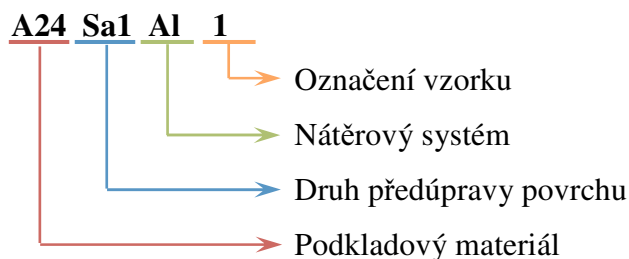 A24 Sa1 Al 1
Označení vzorku
Nátěrový systém
Druh předúpravy povrchu
Podkladový materiál